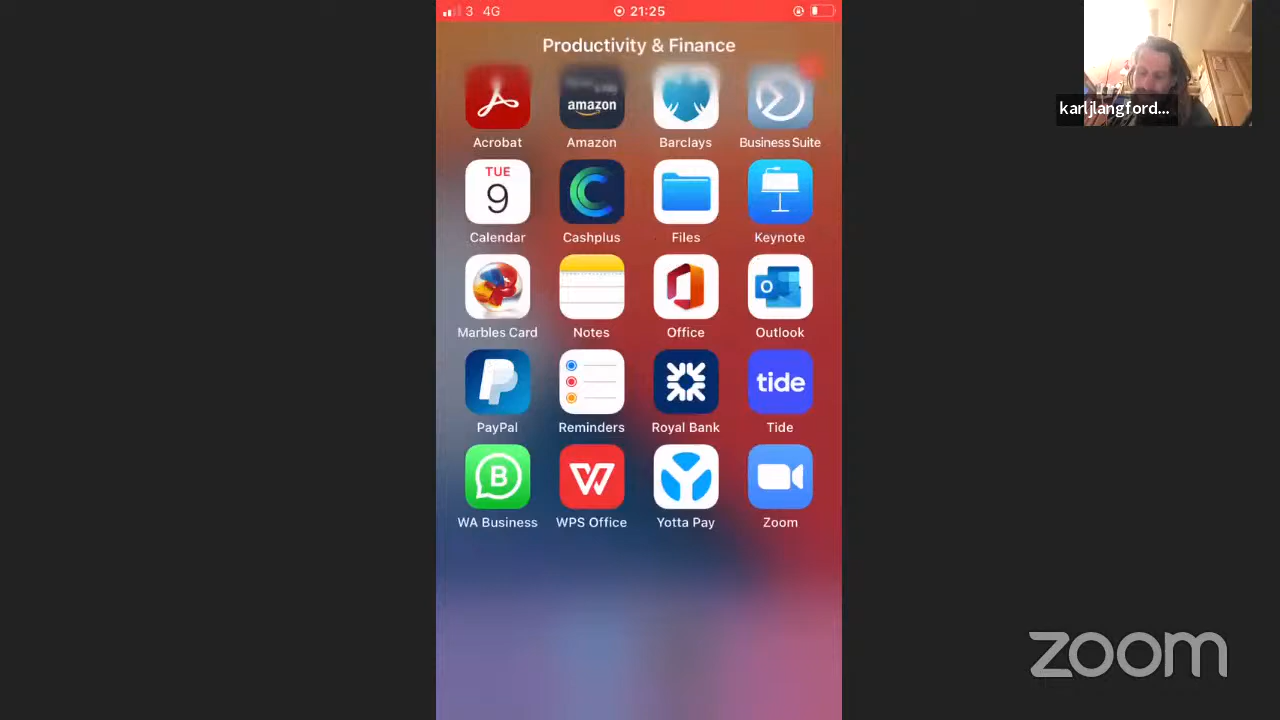 3 4G 21:25
Productivity & Finance
amazon
Acrobat Amazon Barclays Business Suite
TUE
9
Calendar Cashplus Files Keynote
O
Marbles Card Notes Office Outlook
tide
PayPal Reminders Royal Bank Tide
B
WA Business WPS Office Yotta Pay Zoom
karljlangford...
zoom